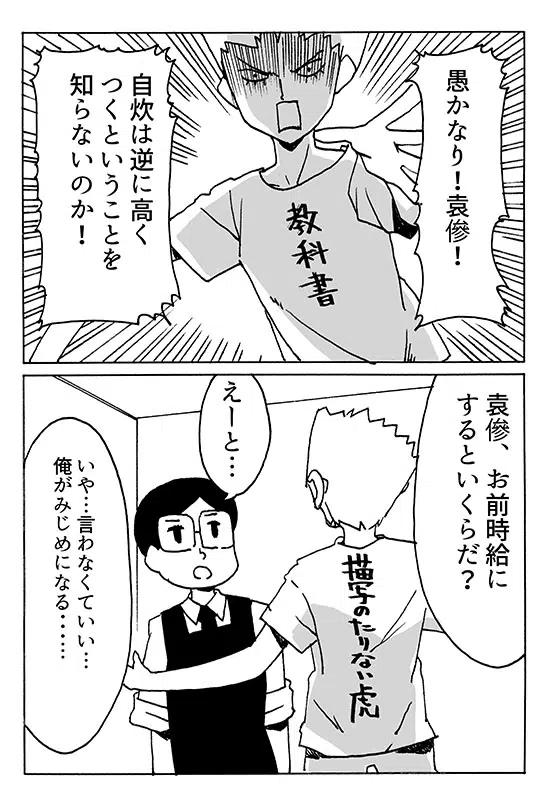 愚かなり！袁傪！
自炊は逆に高く
つくということを
知らないのか！
教科書
袁傪、お前時給に
するといくらだ？
えーと…
描写のたりない虎
いや…言わなくていい…
俺がみじめになる……